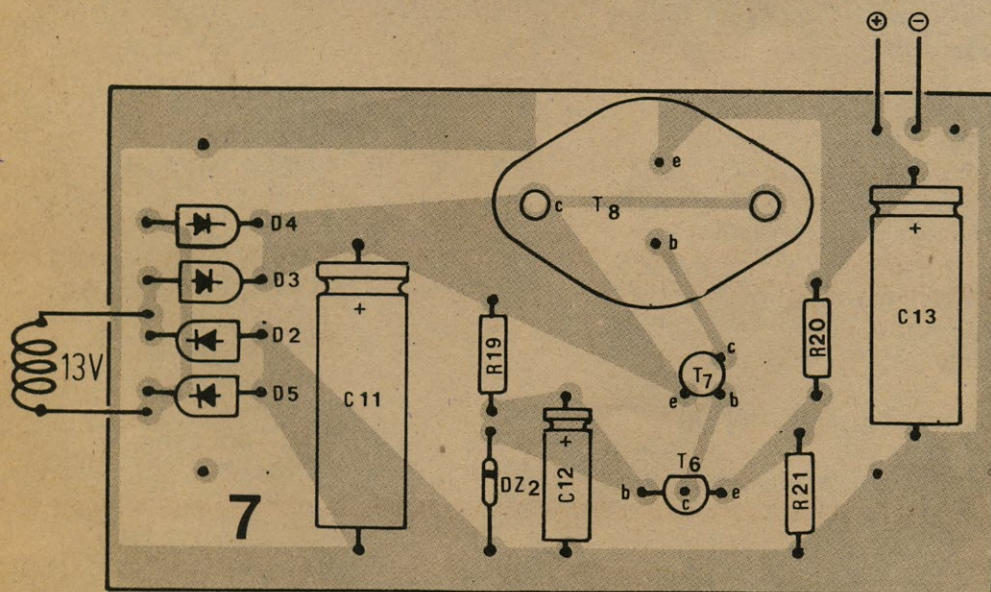 + −
e
c T8
b
D4
D3
D2
D5
13V
+
C11
R19
DZ2
+
C12
c
T7
e b
T6
b c e
R20
R21
+
C13
7